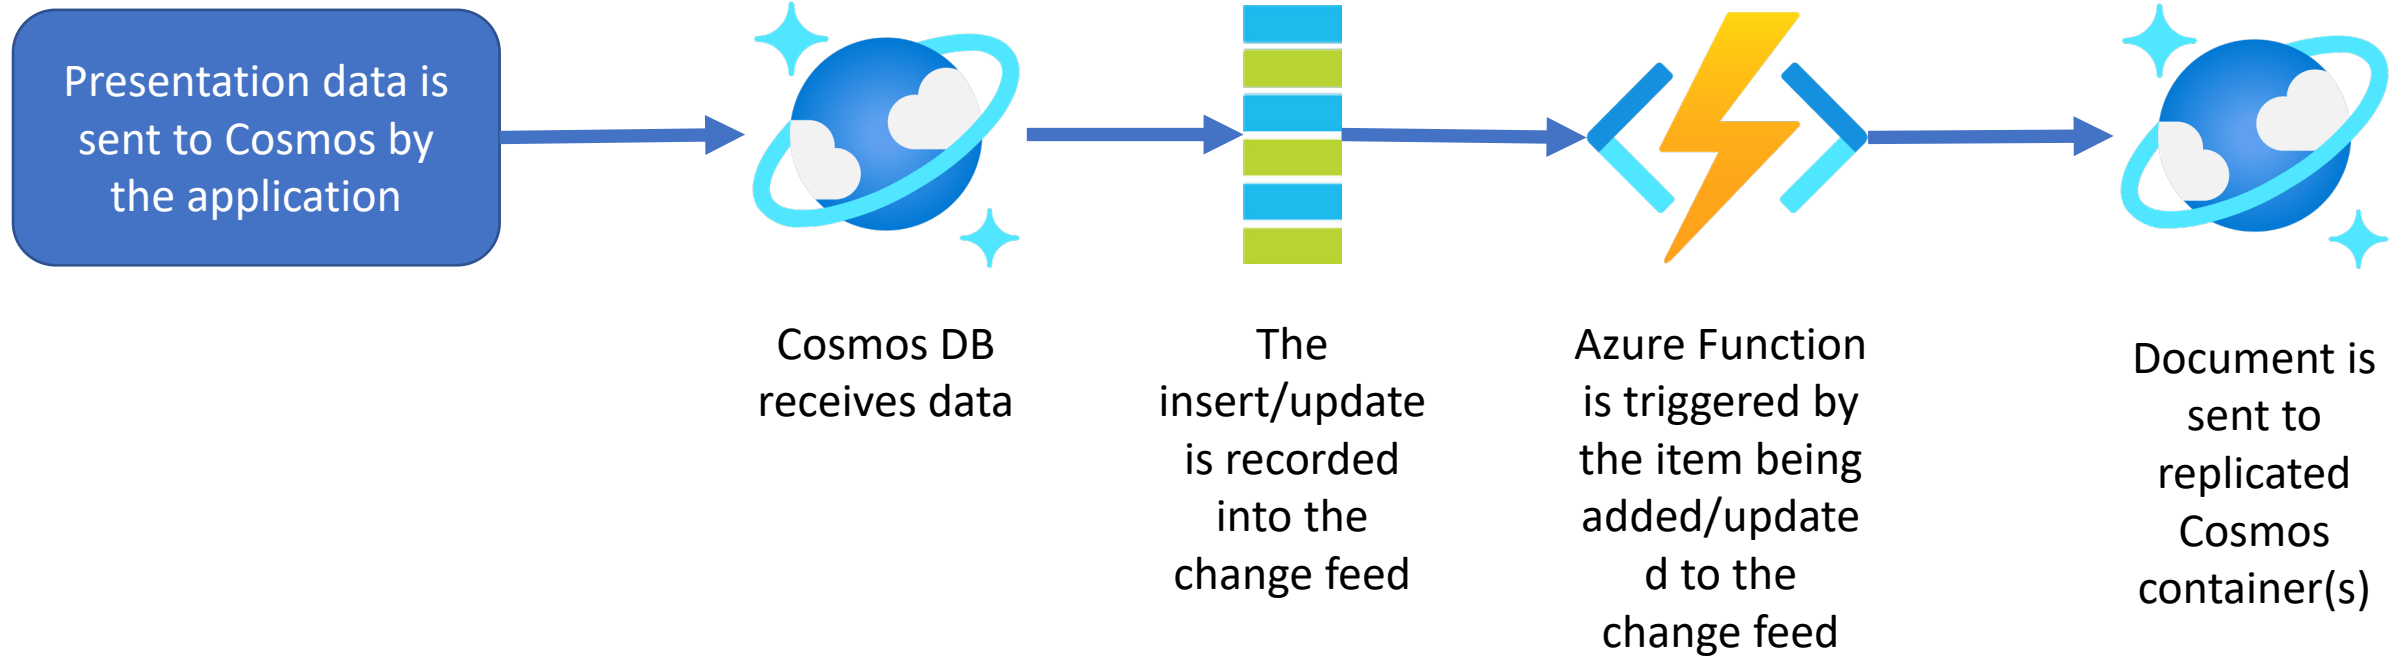 Presentation data is
sent to Cosmos by
the application
Cosmos DB
receives data
The
insert/update
is recorded
into the
change feed
Azure Function
is triggered by
the item being
added/update
d to the
change feed
Document is
sent to
replicated
Cosmos
container(s)